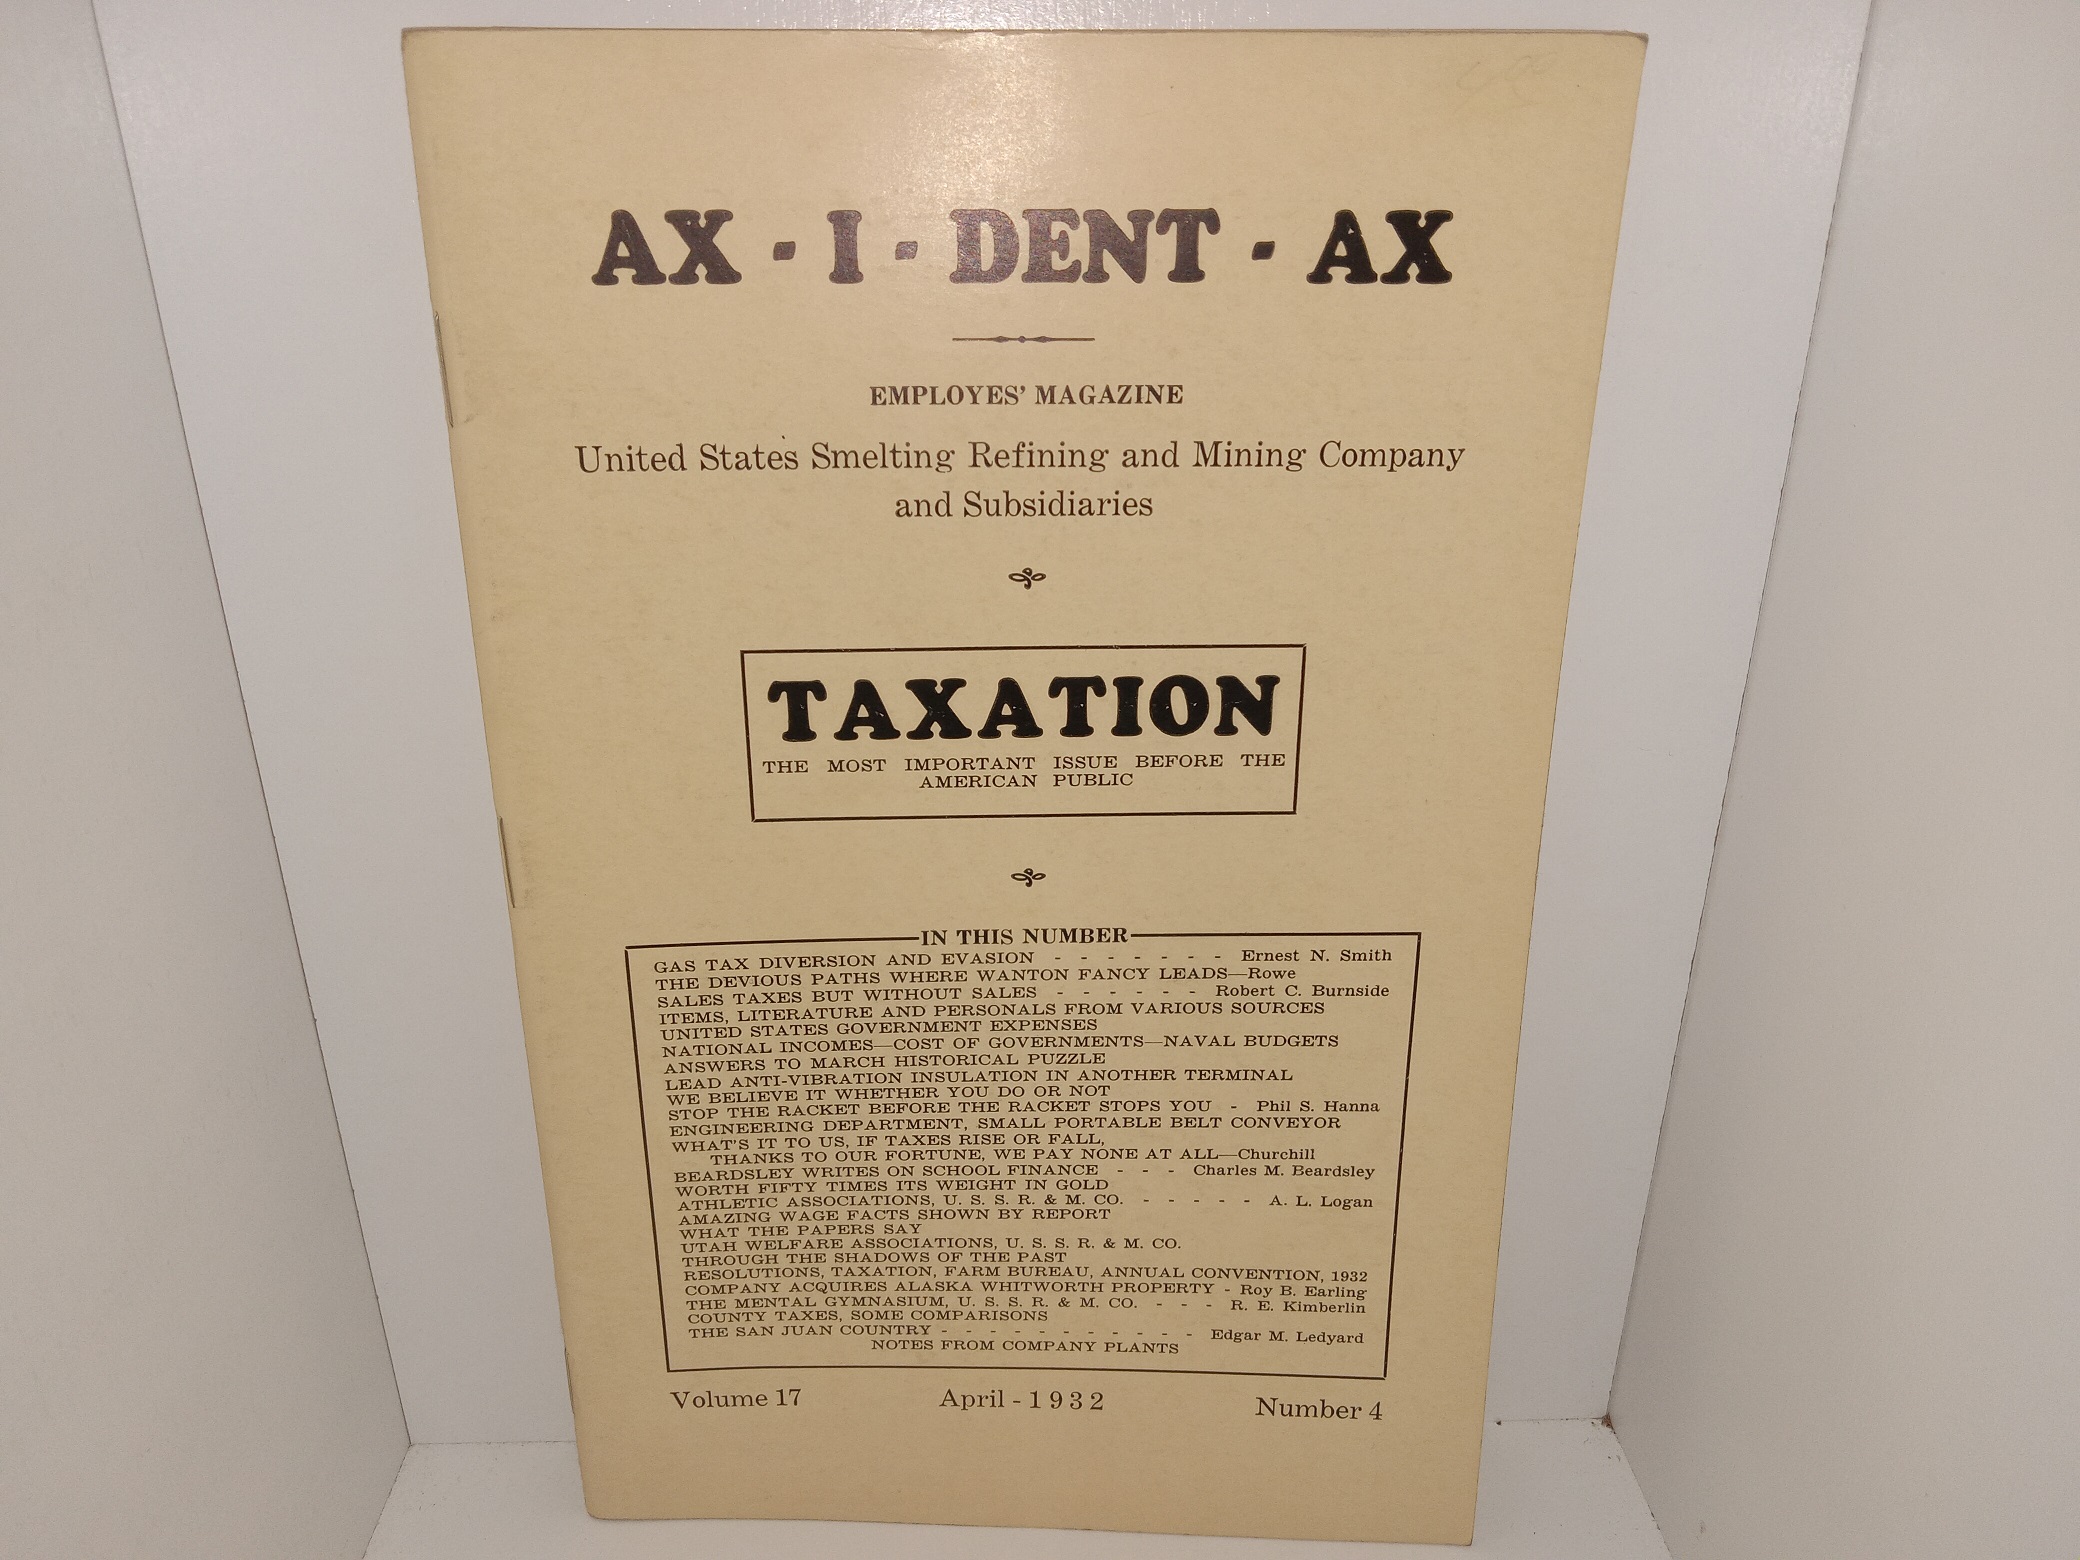 AX - I - DENT - AX
EMPLOYES' MAGAZINE
United States Smelting Refining and Mining Company
and Subsidiaries
TAXATION
THE MOST IMPORTANT ISSUE BEFORE THE
AMERICAN PUBLIC
IN THIS NUMBER
GAS TAX DIVERSION AND EVASION - - - - - - - Ernest N. Smith
THE DEVIOUS PATHS WHERE WANTON FANCY LEADS—Rowe
SALES TAXES BUT WITHOUT SALES - - - - - - Robert C. Burnside
ITEMS, LITERATURE AND PERSONALS FROM VARIOUS SOURCES
UNITED STATES GOVERNMENT EXPENSES
NATIONAL INCOMES—COST OF GOVERNMENTS—NAVAL BUDGETS
ANSWERS TO MARCH HISTORICAL PUZZLE
LEAD ANTI-VIBRATION INSULATION IN ANOTHER TERMINAL
WE BELIEVE IT WHETHER YOU DO OR NOT
STOP THE RACKET BEFORE THE RACKET STOPS YOU - Phil S. Hanna
ENGINEERING DEPARTMENT, SMALL PORTABLE BELT CONVEYOR
WHAT'S IT TO US, IF TAXES RISE OR FALL,
THANKS TO OUR FORTUNE, WE PAY NONE AT ALL—Churchill
BEARDSLEY WRITES ON SCHOOL FINANCE - - - Charles M. Beardsley
WORTH FIFTY TIMES ITS WEIGHT IN GOLD
ATHLETIC ASSOCIATIONS, U. S. S. R. & M. CO. - - - - - A. L. Logan
AMAZING WAGE FACTS SHOWN BY REPORT
WHAT THE PAPERS SAY
UTAH WELFARE ASSOCIATIONS, U. S. S. R. & M. CO.
THROUGH THE SHADOWS OF THE PAST
RESOLUTIONS, TAXATION, FARM BUREAU, ANNUAL CONVENTION, 1932
COMPANY ACQUIRES ALASKA WHITWORTH PROPERTY - Roy B. Earling
THE MENTAL GYMNASIUM, U. S. S. R. & M. CO. - - - R. E. Kimberlin
COUNTY TAXES, SOME COMPARISONS
THE SAN JUAN COUNTRY - - - - - - - - - - - Edgar M. Ledyard
NOTES FROM COMPANY PLANTS
Volume 17 April - 1932 Number 4